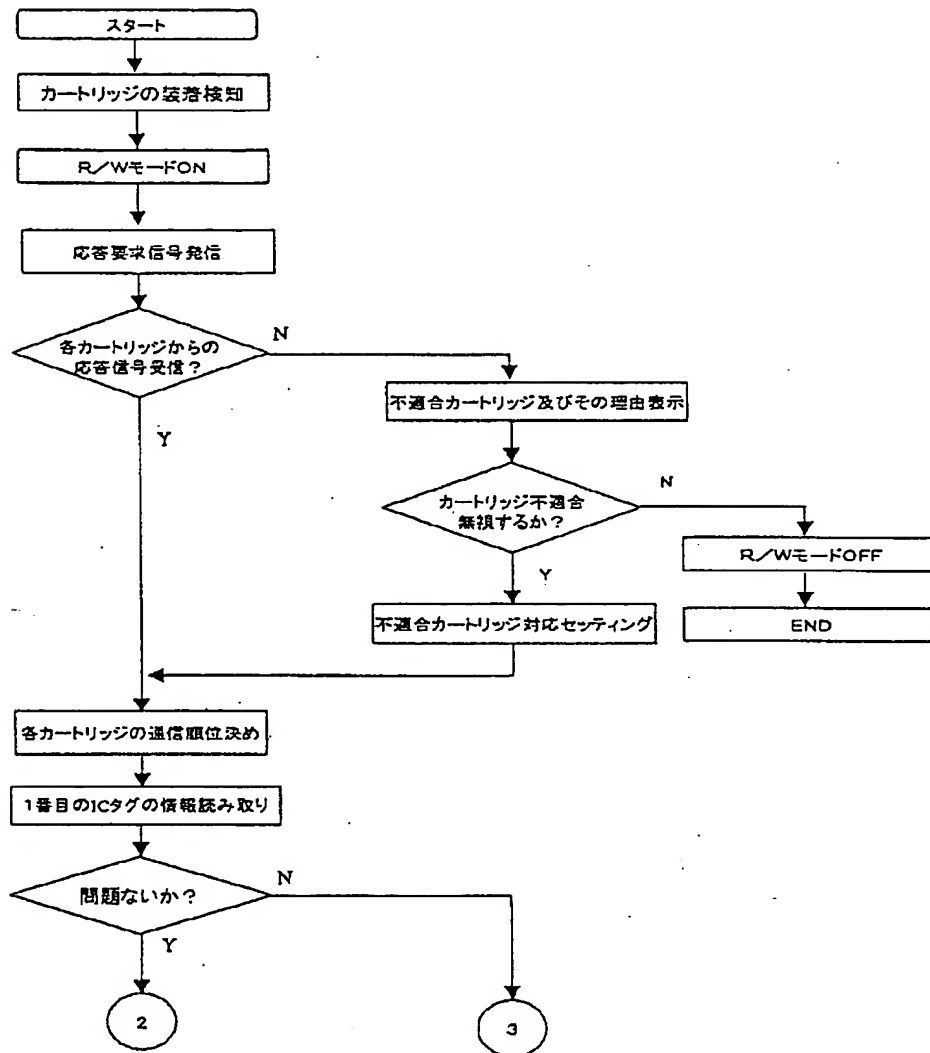 スタート
カートリッジの装着検知
R/WモードON
応答要求信号発信
各カートリッジからの
応答信号受信?
N
Y
不適合カートリッジ及びその理由表示
カートリッジ不適合
無視するか?
N
Y
R/WモードOFF
END
不適合カートリッジ対応セッティング
各カートリッジの通信順位決め
1番目のICタグの情報読み取り
問題ないか?
N
Y
2
3